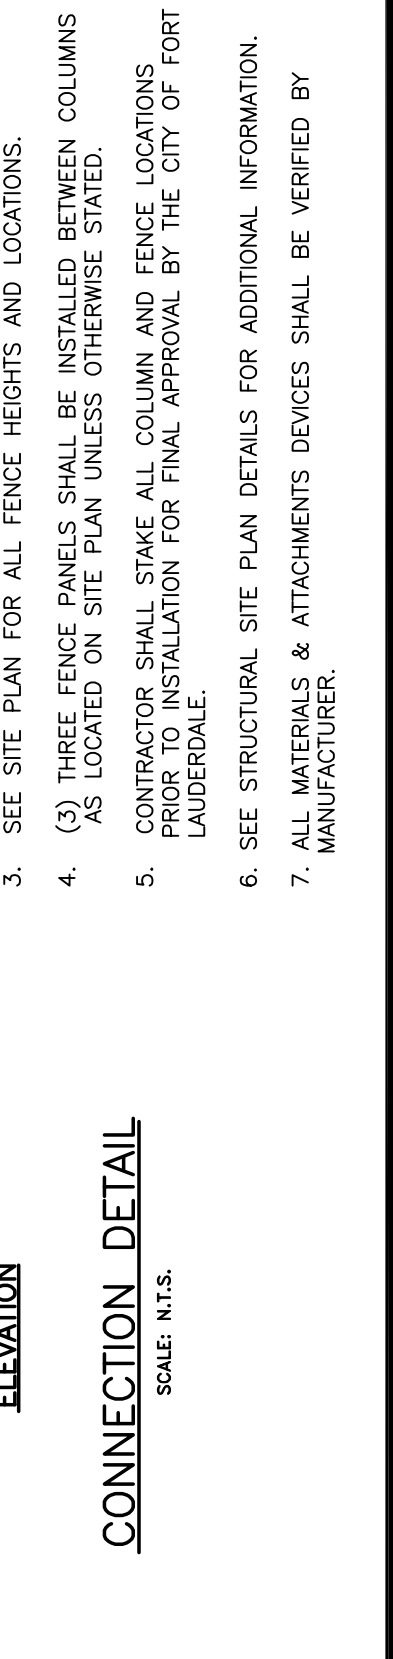 3. SEE SITE PLAN FOR ALL FENCE HEIGHTS AND LOCATIONS.
4. (3) THREE FENCE PANELS SHALL BE INSTALLED BETWEEN COLUMNS
AS LOCATED ON SITE PLAN UNLESS OTHERWISE STATED.
5. CONTRACTOR SHALL STAKE ALL COLUMN AND FENCE LOCATIONS
PRIOR TO INSTALLATION FOR FINAL APPROVAL BY THE CITY OF FORT
LAUDERDALE.
6. SEE STRUCTURAL SITE PLAN DETAILS FOR ADDITIONAL INFORMATION.
7. ALL MATERIALS & ATTACHMENTS DEVICES SHALL BE VERIFIED BY
MANUFACTURER.
ELEVATION
CONNECTION DETAIL
SCALE: N.T.S.